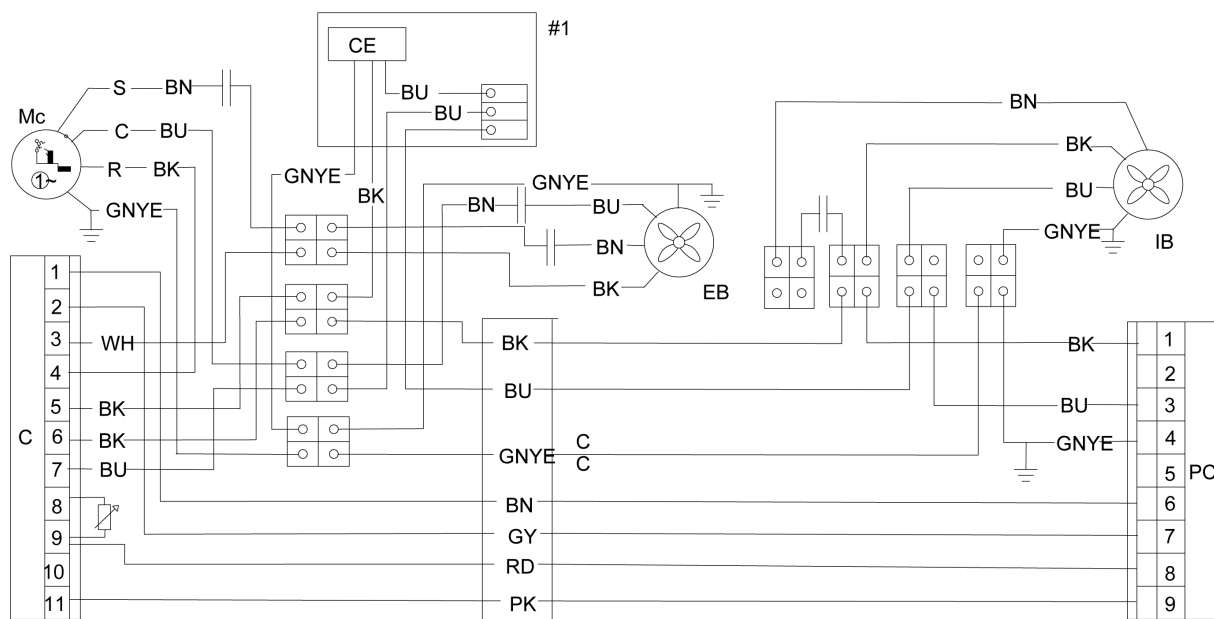 #1
CE
S BN
BU
BN
Mc
BU
C BU
BK
R BK
GNYE
GNYE
BU
BK
BN BU
GNYE
BN
GNYE
IB
BK
EB
1
2
3 WH
BK
BK 1
4
2
BU
5 BK
BU 3
C
6 BK
C
GNYE 4
GNYE
7 BU
C
5 PC
8
BN
6
9
GY
7
10
RD
8
11
PK
9